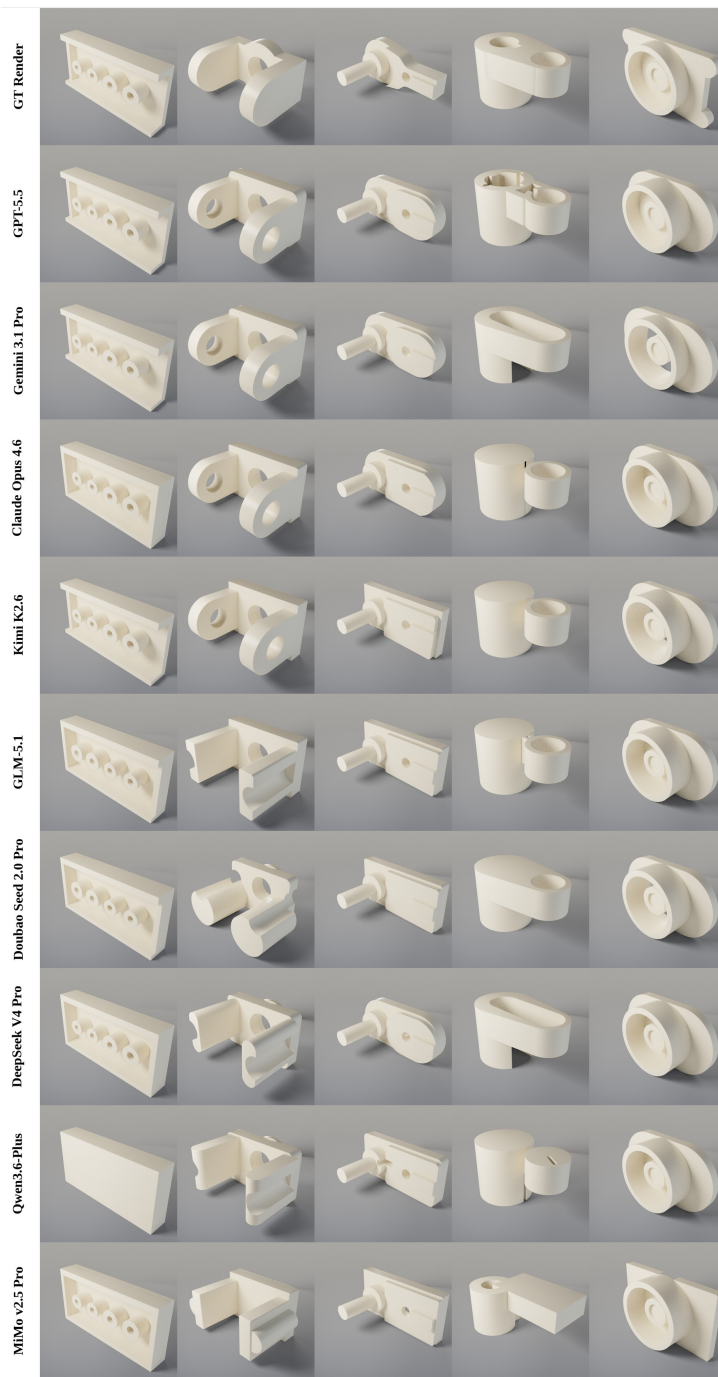 GT Render
GPT-5.5
Gemini 3.1 Pro
Claude Opus 4.6
Kimi K2.6
GLM-5.1
Doubao Seed 2.0 Pro
DeepSeek V4 Pro
Qwen3.6-Plus
MiMo v2.5 Pro